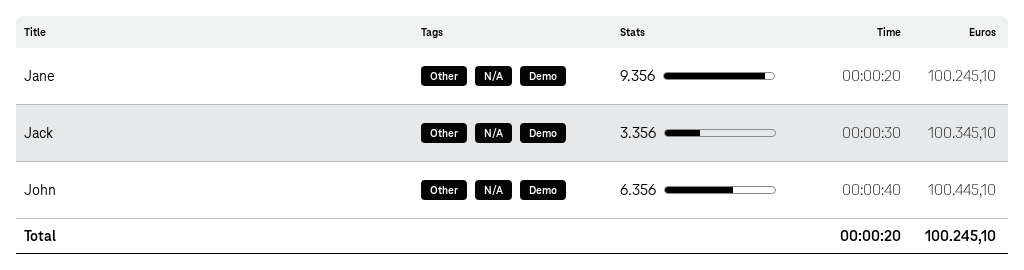 Title Tags Stats Time Euros
Jane Other N/A Demo 9.356 00:00:20 100.245,10
Jack Other N/A Demo 3.356 00:00:30 100.345,10
John Other N/A Demo 6.356 00:00:40 100.445,10
Total 00:00:20 100.245,10